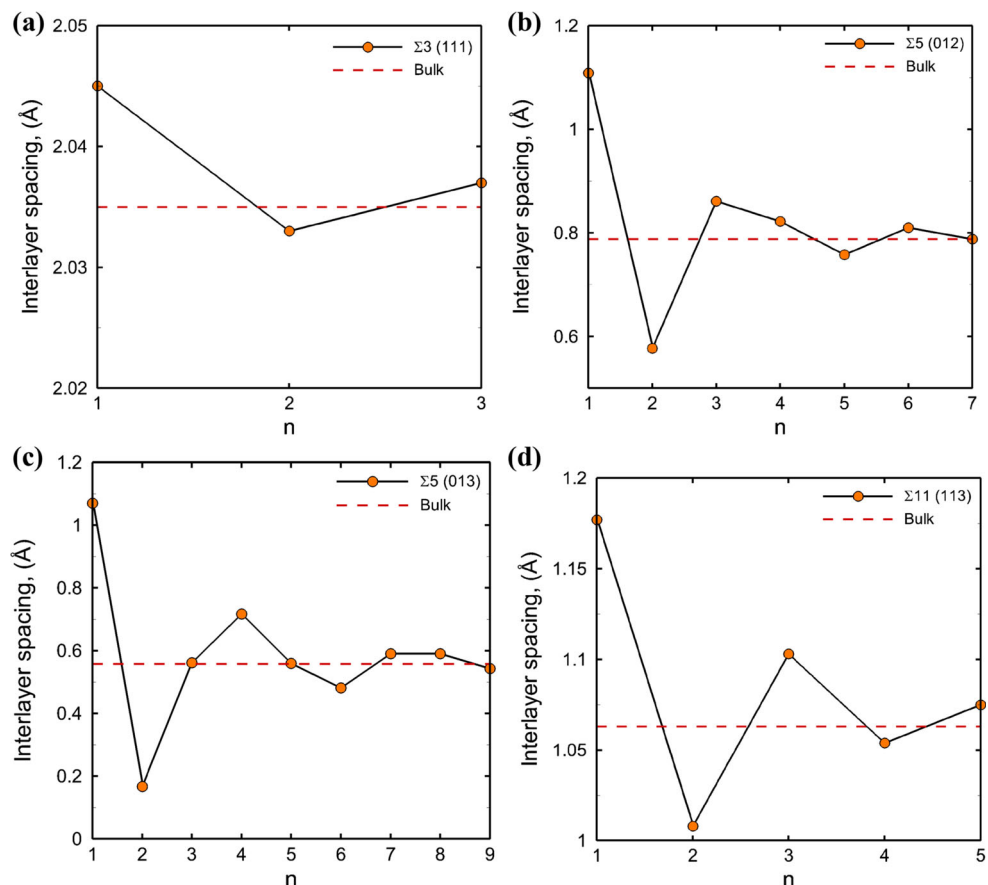 (a)
2.05
2.04
2.03
2.02
Interlayer spacing, (Å)
Σ3 (111)
Bulk
1 2 3
n
(b)
1.2
1
0.8
0.6
Interlayer spacing, (Å)
Σ5 (012)
Bulk
1 2 3 4 5 6 7
n
(c)
1.2
1
0.8
0.6
0.4
0.2
0
Interlayer spacing, (Å)
Σ5 (013)
Bulk
1 2 3 4 5 6 7 8 9
n
(d)
1.2
1.15
1.1
1.05
1
Interlayer spacing, (Å)
Σ11 (113)
Bulk
1 2 3 4 5
n